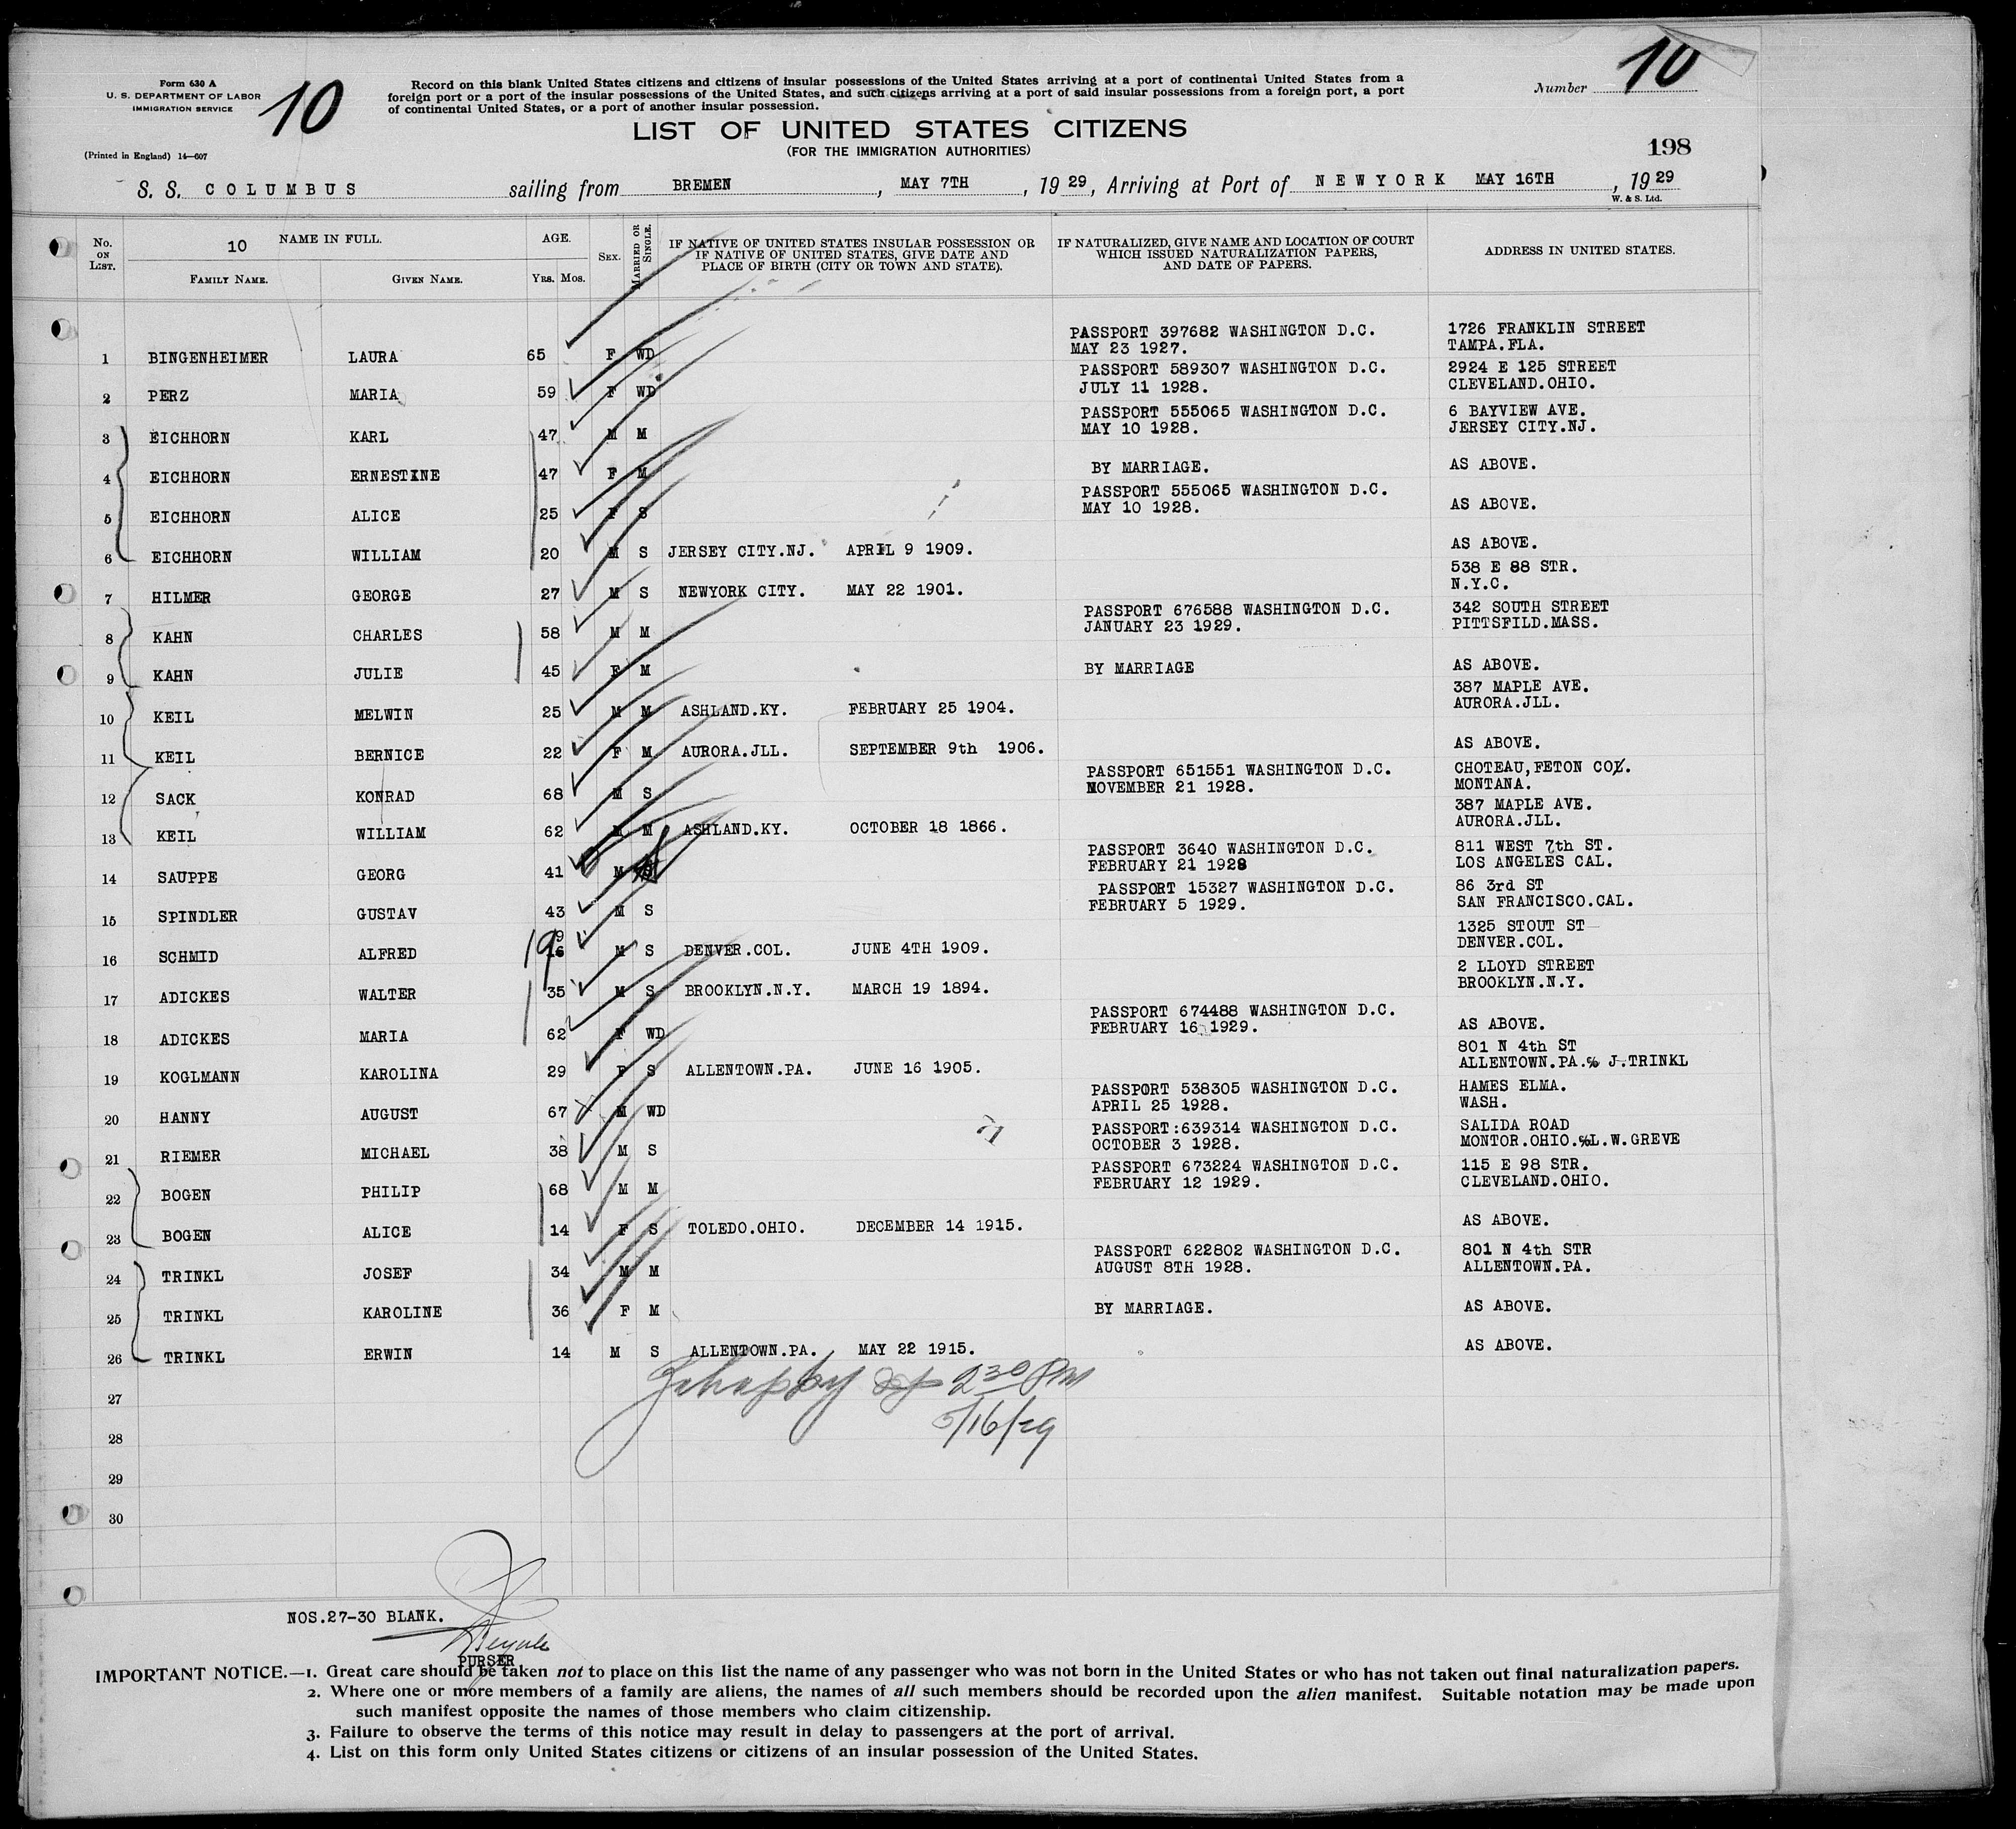 Form 630 A
U. S. DEPARTMENT OF LABOR
IMMIGRATION SERVICE
10
(Printed in England) 14—607
Record on this blank United States citizens and citizens of insular possessions of the United States arriving at a port of continental United States from a
foreign port or a port of the insular possessions of the United States, and such citizens arriving at a port of said insular possessions from a foreign port, a port
of continental United States, or a port of another insular possession.
Number 10
LIST OF UNITED STATES CITIZENS
(FOR THE IMMIGRATION AUTHORITIES)
198
S. S. COLUMBUS sailing from BREMEN, MAY 7TH, 1929, Arriving at Port of NEWYORK MAY 16TH, 1929
W. & S. Ltd.
No. ON LIST. 10 NAME IN FULL. AGE. SEX. MARRIED OR SINGLE. IF NATIVE OF UNITED STATES INSULAR POSSESSION OR IF NATIVE OF UNITED STATES, GIVE DATE AND PLACE OF BIRTH (CITY OR TOWN AND STATE). IF NATURALIZED, GIVE NAME AND LOCATION OF COURT WHICH ISSUED NATURALIZATION PAPERS, AND DATE OF PAPERS. ADDRESS IN UNITED STATES.
FAMILY NAME. GIVEN NAME. YRS. MOS.
1 BINGENHEIMER LAURA 65 F WD PASSPORT 397682 WASHINGTON D.C. MAY 23 1927. 1726 FRANKLIN STREET TAMPA.FLA.
2 PERZ MARIA 59 F WD PASSPORT 589307 WASHINGTON D.C. JULY 11 1928. 2924 E 125 STREET CLEVELAND.OHIO.
3 EICHHORN KARL 47 M M PASSPORT 555065 WASHINGTON D.C. MAY 10 1928. 6 BAYVIEW AVE. JERSEY CITY.NJ.
4 EICHHORN ERNESTINE 47 F M BY MARRIAGE. AS ABOVE.
5 EICHHORN ALICE 25 F S PASSPORT 555065 WASHINGTON D.C. MAY 10 1928. AS ABOVE.
6 EICHHORN WILLIAM 20 M S JERSEY CITY.NJ. APRIL 9 1909. AS ABOVE.
7 HILMER GEORGE 27 M S NEWYORK CITY. MAY 22 1901. 538 E 88 STR. N.Y.C.
8 KAHN CHARLES 58 M M PASSPORT 676588 WASHINGTON D.C. JANUARY 23 1929. 342 SOUTH STREET PITTSFILD.MASS.
9 KAHN JULIE 45 F M BY MARRIAGE AS ABOVE.
10 KEIL MELWIN 25 M M ASHLAND.KY. FEBRUARY 25 1904. 387 MAPLE AVE. AURORA.JLL.
11 KEIL BERNICE 22 F M AURORA.JLL. SEPTEMBER 9th 1906. AS ABOVE.
12 SACK KONRAD 68 M S PASSPORT 651551 WASHINGTON D.C. NOVEMBER 21 1928. CHOTEAU,FETON CO. MONTANA.
13 KEIL WILLIAM 62 M M ASHLAND.KY. OCTOBER 18 1866. 387 MAPLE AVE. AURORA.JLL.
14 SAUPPE GEORG 41 M PASSPORT 3640 WASHINGTON D.C. FEBRUARY 21 1928 811 WEST 7th ST. LOS ANGELES CAL.
15 SPINDLER GUSTAV 43 M S PASSPORT 15327 WASHINGTON D.C. FEBRUARY 5 1929. 86 3rd ST SAN FRANCISCO.CAL.
16 SCHMID ALFRED 19 M S DENVER.COL. JUNE 4TH 1909. 1325 STOUT ST DENVER.COL.
17 ADICKES WALTER 35 M S BROOKLYN.N.Y. MARCH 19 1894. 2 LLOYD STREET BROOKLYN.N.Y.
18 ADICKES MARIA 62 F WD PASSPORT 674488 WASHINGTON D.C. FEBRUARY 16 1929. AS ABOVE.
19 KOGLMANN KAROLINA 29 F S ALLENTOWN.PA. JUNE 16 1905. 801 N 4th ST ALLENTOWN.PA.℅ J.TRINKL
20 HANNY AUGUST 67 M WD PASSPORT 538305 WASHINGTON D.C. APRIL 25 1928. HAMES ELMA. WASH.
21 RIEMER MICHAEL 38 M S PASSPORT:639314 WASHINGTON D.C. OCTOBER 3 1928. SALIDA ROAD MONTOR.OHIO.℅L.W.GREVE
22 BOGEN PHILIP 68 M M PASSPORT 673224 WASHINGTON D.C. FEBRUARY 12 1929. 115 E 98 STR. CLEVELAND.OHIO.
23 BOGEN ALICE 14 F S TOLEDO.OHIO. DECEMBER 14 1915. AS ABOVE.
24 TRINKL JOSEF 34 M M PASSPORT 622802 WASHINGTON D.C. AUGUST 8TH 1928. 801 N 4th STR ALLENTOWN.PA.
25 TRINKL KAROLINE 36 F M BY MARRIAGE. AS ABOVE.
26 TRINKL ERWIN 14 M S ALLENTOWN.PA. MAY 22 1915. AS ABOVE.
27 2 30 PM
28 5/16/29
29
30
NOS.27-30 BLANK.
PURSER
IMPORTANT NOTICE.—1. Great care should be taken not to place on this list the name of any passenger who was not born in the United States or who has not taken out final naturalization papers.
2. Where one or more members of a family are aliens, the names of all such members should be recorded upon the alien manifest. Suitable notation may be made upon
such manifest opposite the names of those members who claim citizenship.
3. Failure to observe the terms of this notice may result in delay to passengers at the port of arrival.
4. List on this form only United States citizens or citizens of an insular possession of the United States.